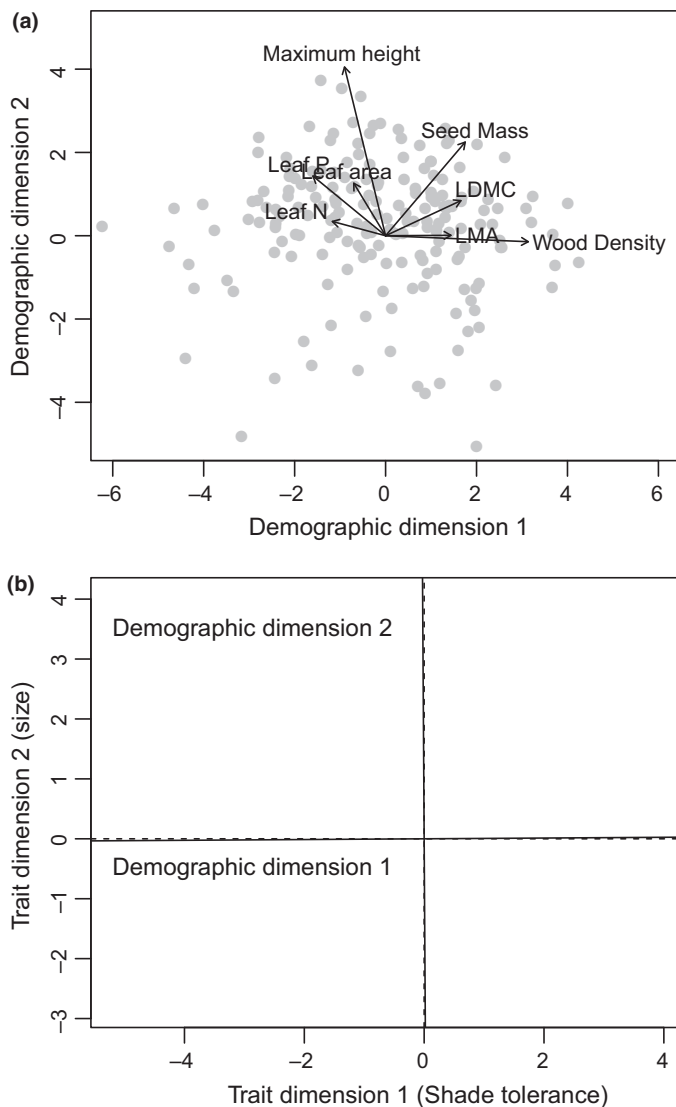 (a)
Demographic dimension 2
4
2
0
−2
−4
Maximum height
Seed Mass
Leaf P
Leaf area
LDMC
Leaf N
LMA
Wood Density
−6 −4 −2 0 2 4 6
Demographic dimension 1
(b)
Trait dimension 2 (size)
4
3
2
1
0
−1
−2
−3
Demographic dimension 2
Demographic dimension 1
−4 −2 0 2 4
Trait dimension 1 (Shade tolerance)